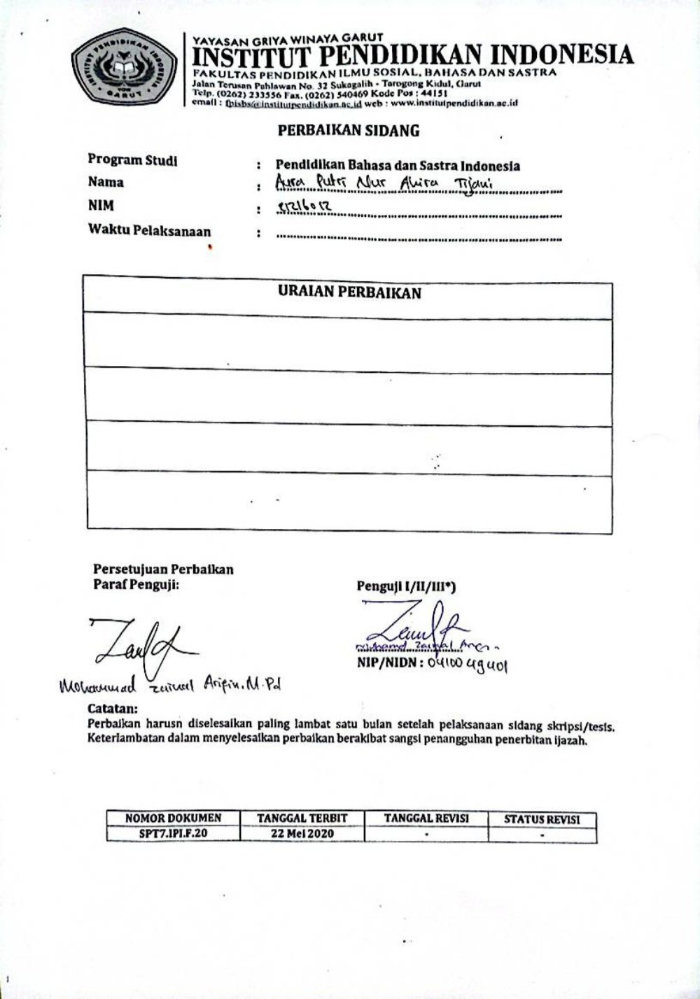 YAYASAN GRIYA WINAYA GARUT
INSTITUT PENDIDIKAN INDONESIA
FAKULTAS PENDIDIKAN ILMU SOSIAL, BAHASA DAN SASTRA
Jalan Terusan Pahlawan No. 32 Sukagalih - Tarogong Kidul, Garut
Telp. (0262) 233556 Fax. (0262) 540469 Kode Pos : 44151
email : fpisbs@institutpendidikan.ac.id web : www.institutpendidikan.ac.id
INSTITUT PENDIDIKAN INDONESIA
GARUT
PERBAIKAN SIDANG
Program Studi : Pendidikan Bahasa dan Sastra Indonesia
Nama : Aura Putri Nur Alvira Tijani
NIM : 21216012
Waktu Pelaksanaan :
URAIAN PERBAIKAN
Persetujuan Perbaikan
Paraf Penguji:
Penguji I/II/III*)
Mohammad Zainal Arifin
NIP/NIDN : 0410049401
Mohammad Zainal Arifin, M.Pd
Catatan:
Perbaikan harusn diselesaikan paling lambat satu bulan setelah pelaksanaan sidang skripsi/tesis.
Keterlambatan dalam menyelesaikan perbaikan berakibat sangsi penangguhan penerbitan ijazah.
NOMOR DOKUMEN TANGGAL TERBIT TANGGAL REVISI STATUS REVISI
SPT7.IPI.F.20 22 Mei 2020 - -